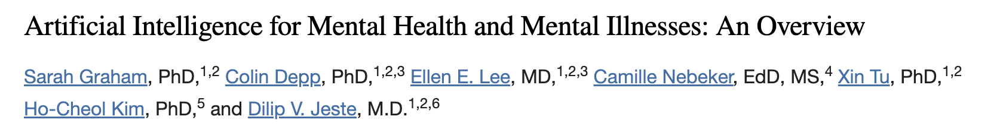 Artificial Intelligence for Mental Health and Mental Illnesses: An Overview
Sarah Graham, PhD,1,2 Colin Depp, PhD,1,2,3 Ellen E. Lee, MD,1,2,3 Camille Nebeker, EdD, MS,4 Xin Tu, PhD,1,2
Ho-Cheol Kim, PhD,5 and Dilip V. Jeste, M.D.1,2,6